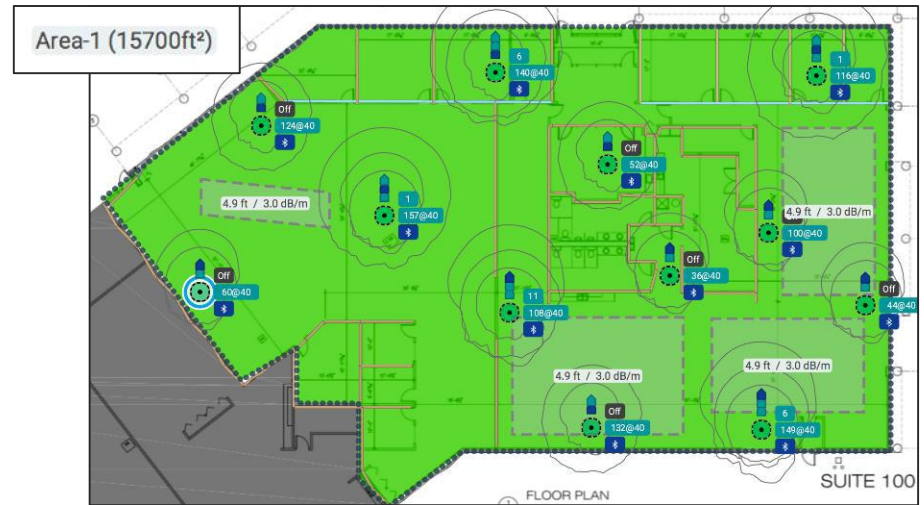 Area-1 (15700ft²)
6
140@40
1
116@40
Off
124@40
Off
52@40
4.9 ft / 3.0 dB/m
1
157@40
4.9 ft / 3.0 dB/m
100@40
Off
60@40
Off
36@40
Off
44@40
11
108@40
4.9 ft / 3.0 dB/m
4.9 ft / 3.0 dB/m
Off
132@40
6
149@40
SUITE 100
1
FLOOR PLAN